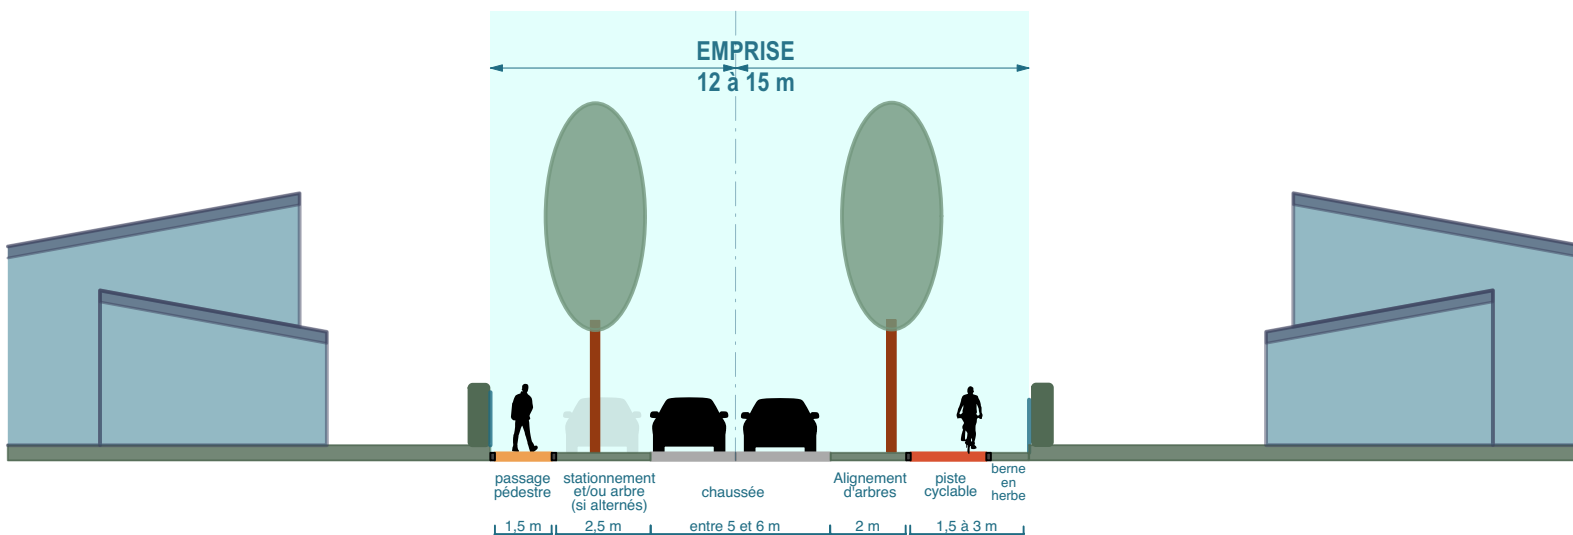 EMPRISE
12 à 15 m
passage
pédestre
stationnement
et/ou arbre
(si alternés)
chaussée
Alignement
d'arbres
piste
cyclable
berne
en
herbe
1,5 m
2,5 m
entre 5 et 6 m
2 m
1,5 à 3 m